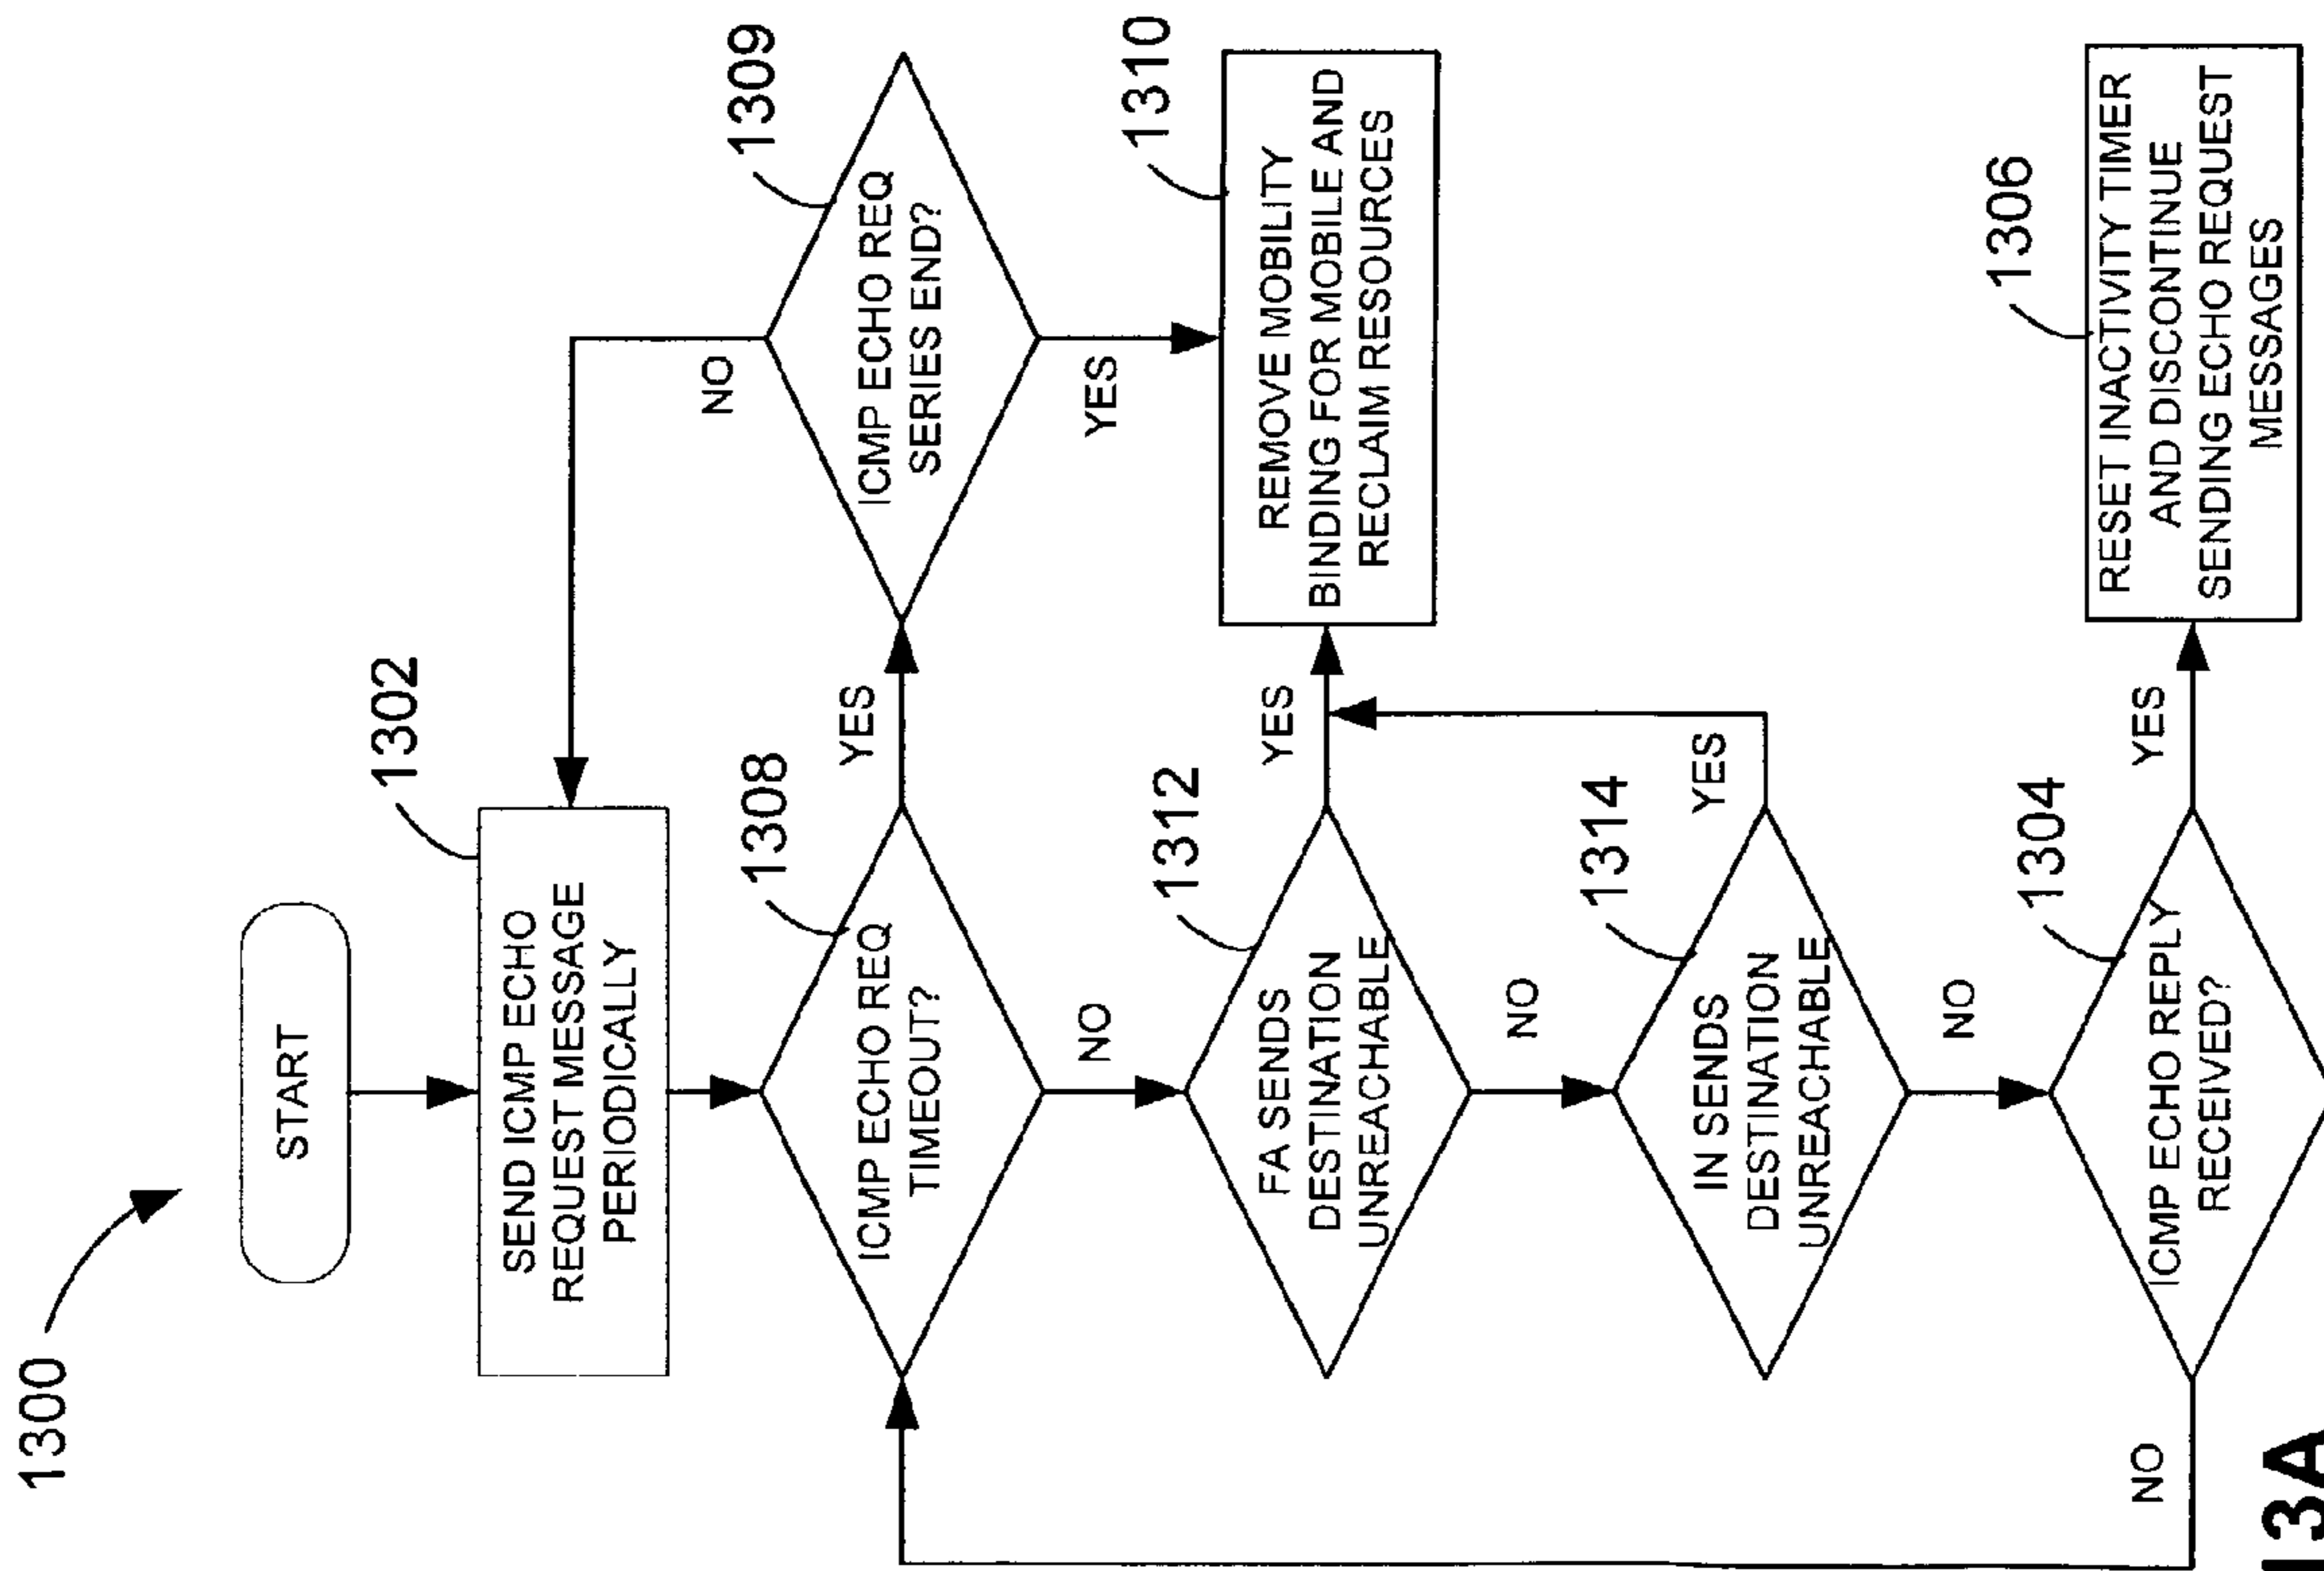 1300
START
1302
SEND ICMP ECHO
REQUEST MESSAGE
PERIODICALLY
1308
ICMP ECHO REQ
TIMEOUT?
YES
NO
1309
ICMP ECHO REQ
SERIES END?
NO
YES
1312
FA SENDS
DESTINATION
UNREACHABLE
YES
NO
1310
REMOVE MOBILITY
BINDING FOR MOBILE AND
RECLAIM RESOURCES
1314
IN SENDS
DESTINATION
UNREACHABLE
YES
NO
1304
ICMP ECHO REPLY
RECEIVED?
YES
NO
1306
RESET INACTIVITY TIMER
AND DISCONTINUE
SENDING ECHO REQUEST
MESSAGES
13A